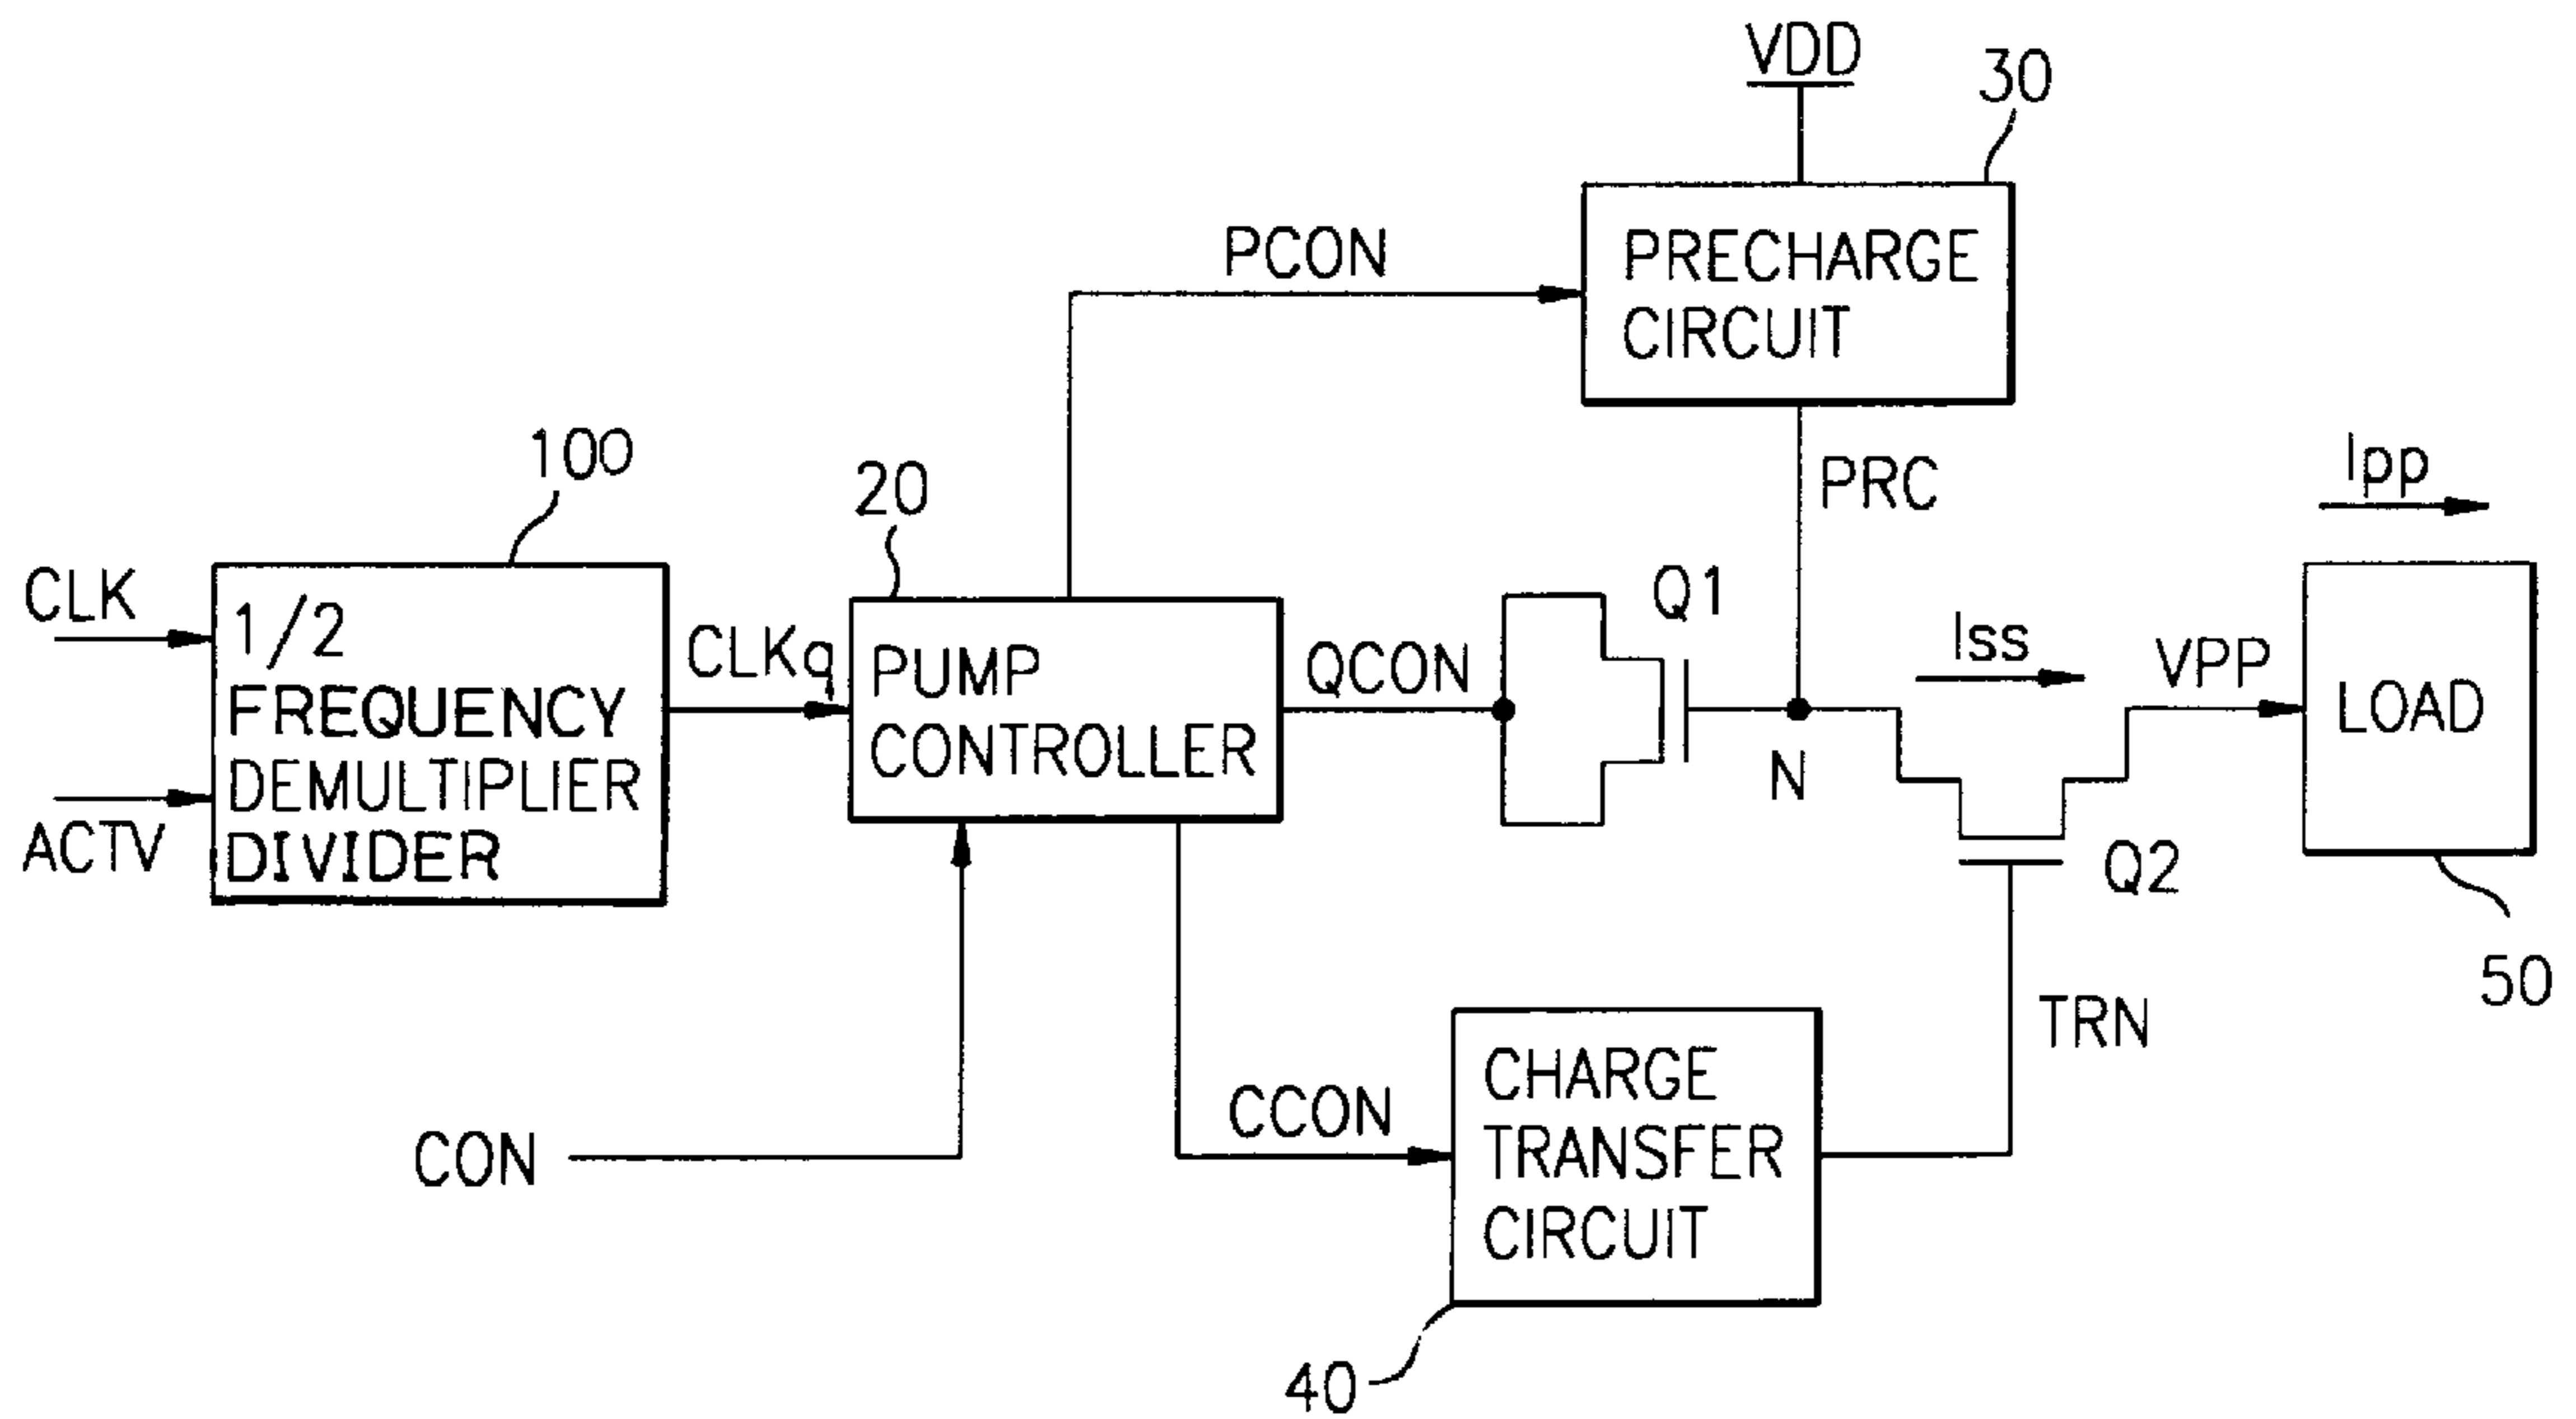 VDD
30
PCON
PRECHARGE
CIRCUIT
100
20
PRC
Ipp
CLK
1/2
FREQUENCY
DEMULTIPLIER
DIVIDER
ACTV
CLKq
PUMP
CONTROLLER
QCON
Q1
N
Iss
VPP
LOAD
Q2
50
TRN
CON
CCON
CHARGE
TRANSFER
CIRCUIT
40